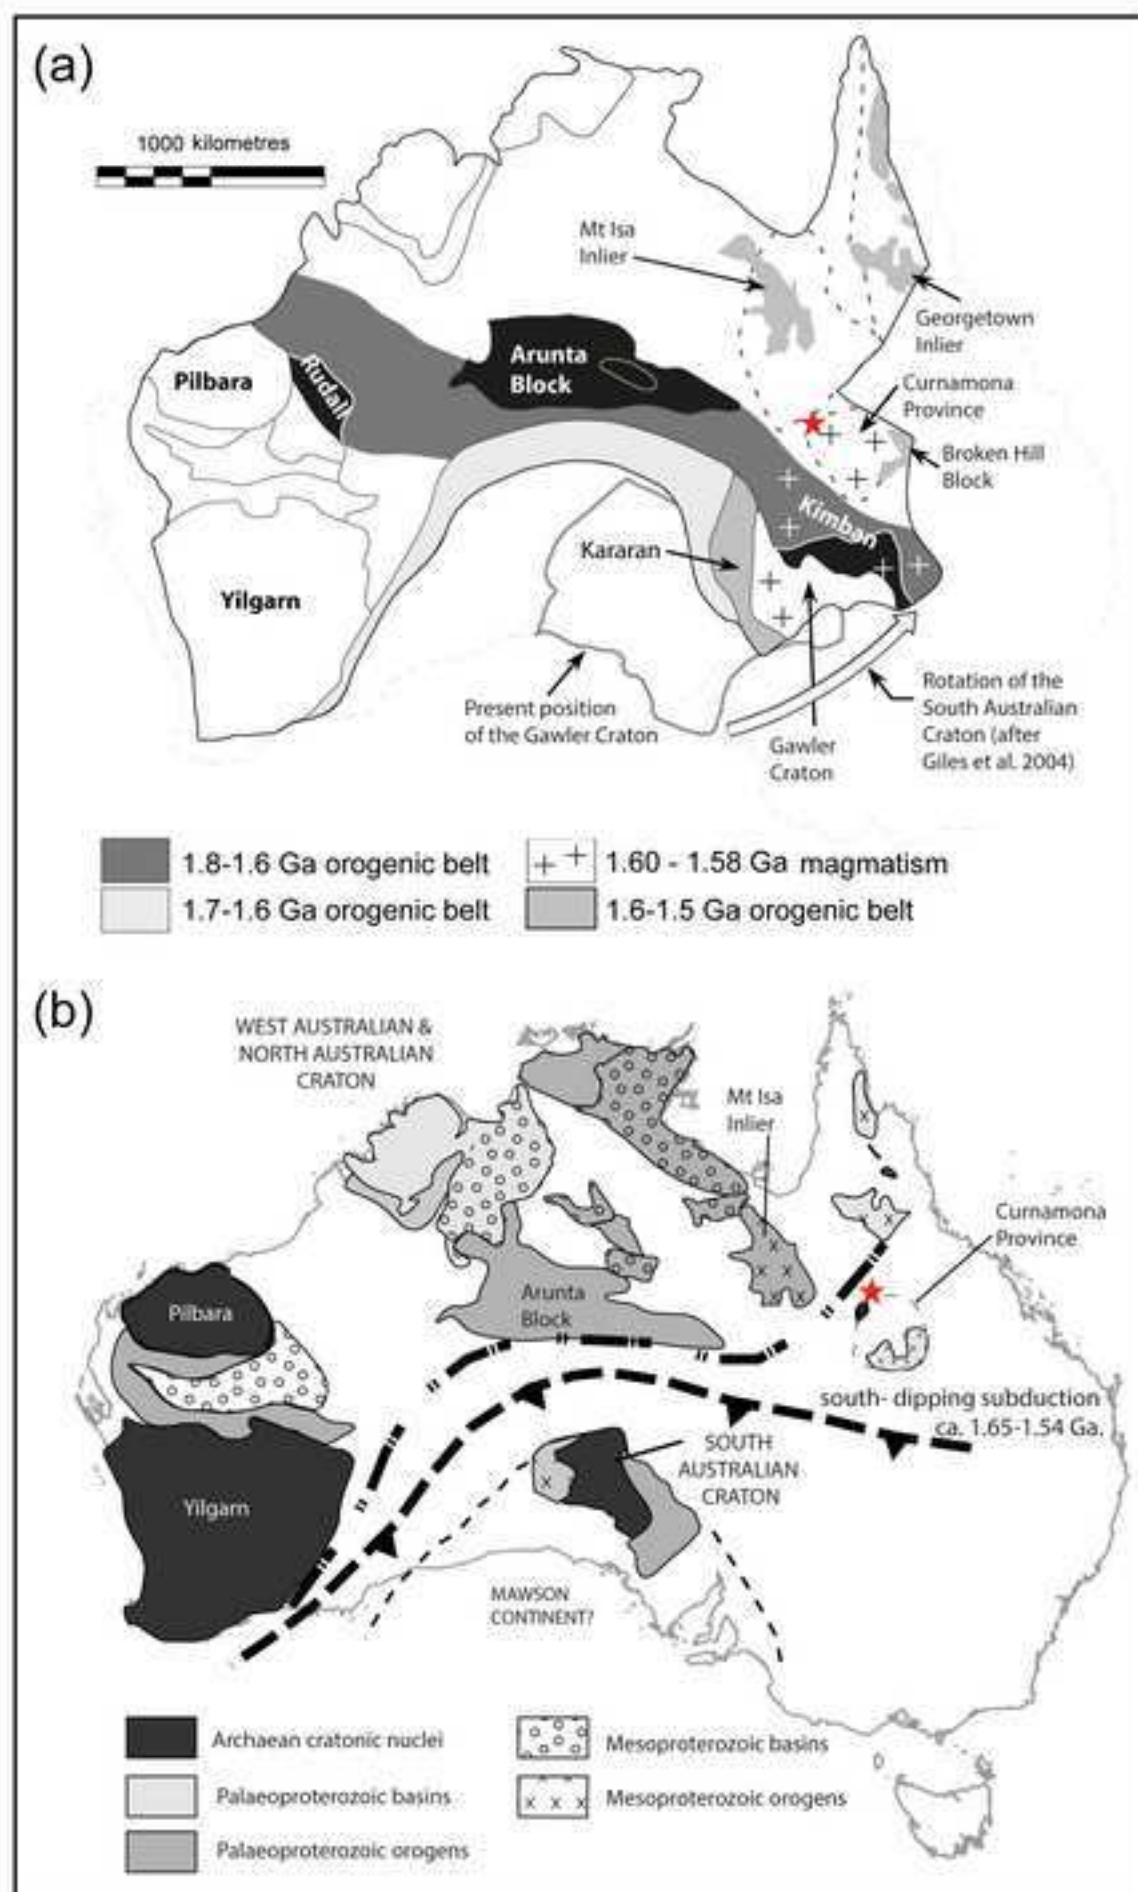 (a)
1000 kilometres
Mt Isa
Inlier
Georgetown
Inlier
Arunta
Block
Pilbara
Rudall
Curnamona
Province
Broken Hill
Block
Kimban
Kararan
Yilgarn
Present position
of the Gawler Craton
Gawler
Craton
Rotation of the
South Australian
Craton (after
Giles et al. 2004)
1.8-1.6 Ga orogenic belt
1.60 - 1.58 Ga magmatism
1.7-1.6 Ga orogenic belt
1.6-1.5 Ga orogenic belt
(b)
WEST AUSTRALIAN &
NORTH AUSTRALIAN
CRATON
Mt Isa
Inlier
Curnamona
Province
Arunta
Block
Pilbara
south- dipping subduction
ca. 1.65-1.54 Ga.
SOUTH
AUSTRALIAN
CRATON
Yilgarn
MAWSON
CONTINENT?
Archaean cratonic nuclei
Mesoproterozoic basins
Palaeoproterozoic basins
Mesoproterozoic orogens
Palaeoproterozoic orogens